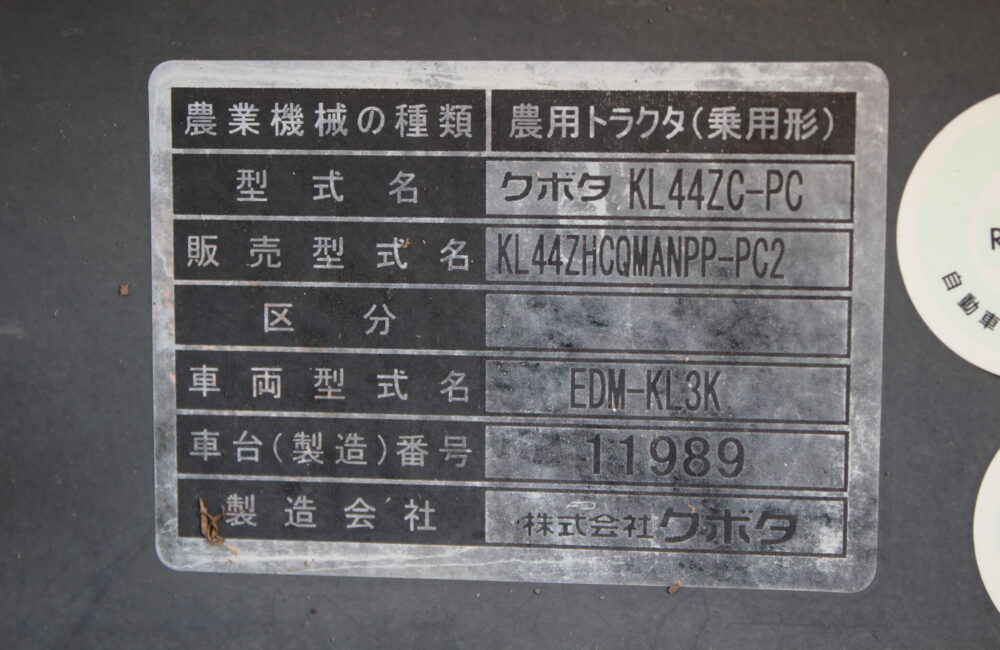 農業機械の種類 農用トラクタ(乗用形)
型式名 クボタ KL44ZC-PC
販売型式名 KL44ZHCQMANPP-PC2
区分
車両型式名 EDM-KL3K
車台(製造)番号 11989
製造会社 株式会社クボタ
R
自動車